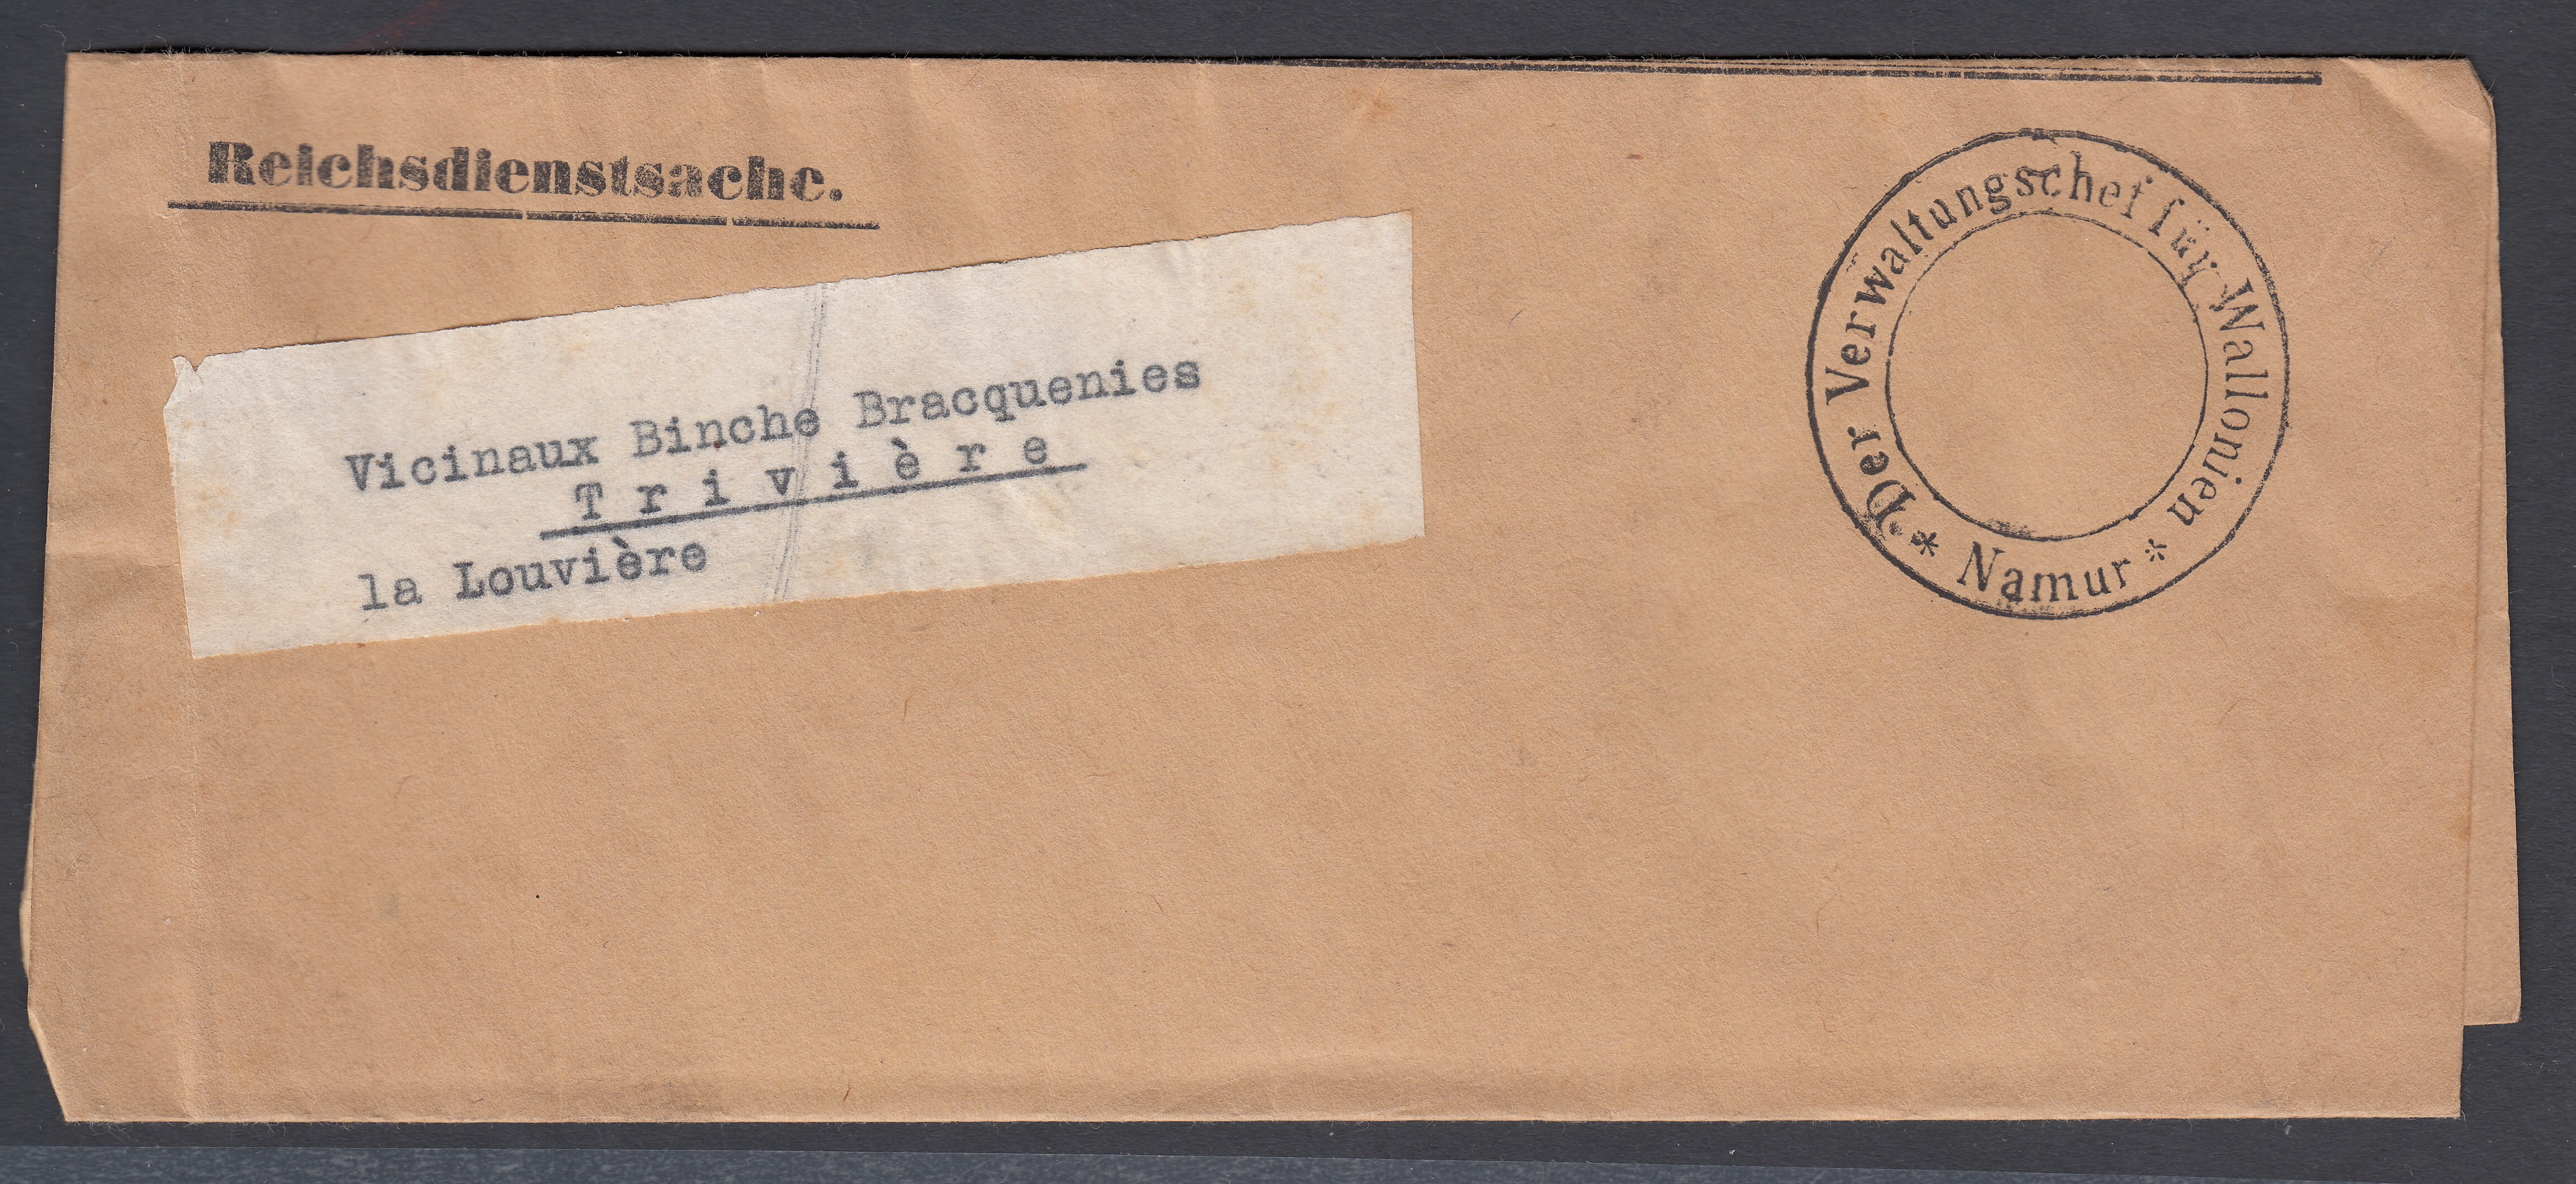 Reichsdienstsache.
Der Verwaltungschef für Wallonien
* Namur *
Vicinaux Binche Bracquenies
Trivière
la Louvière